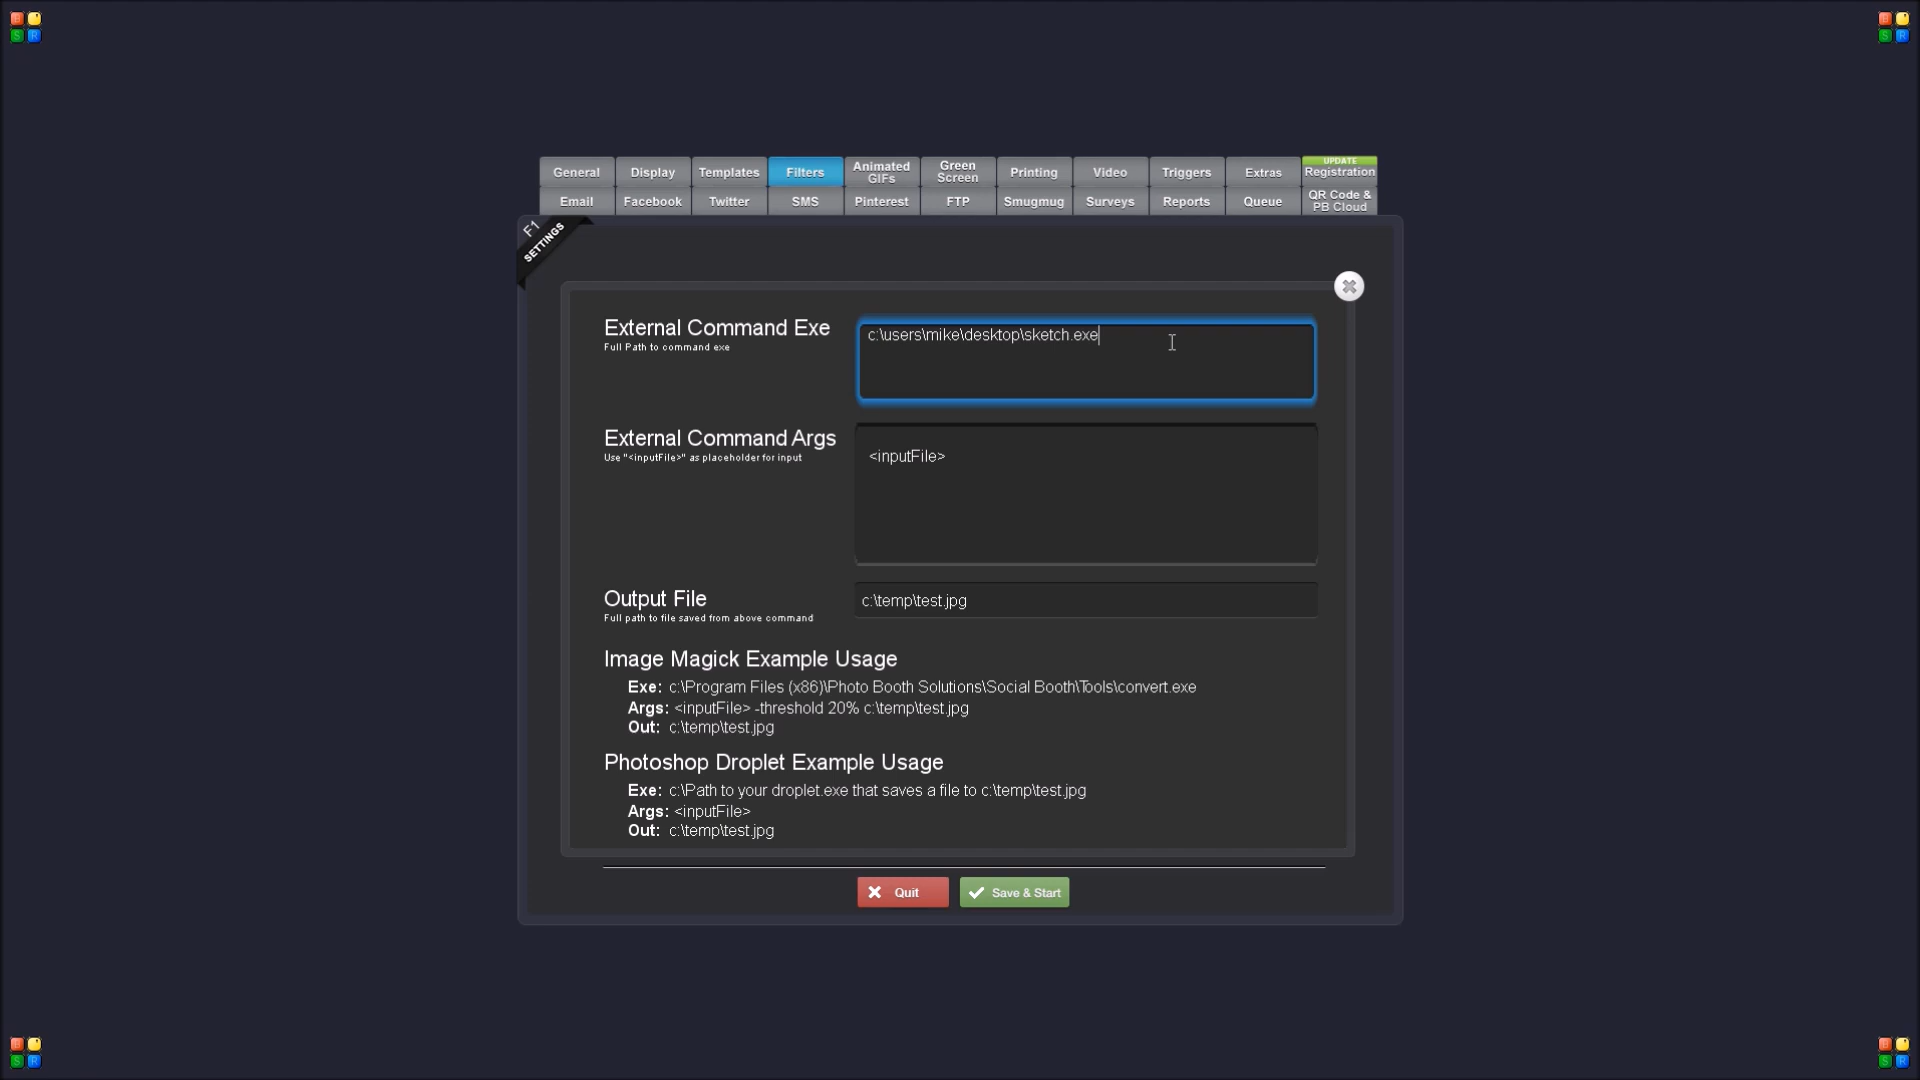 General Display Templates Filters Animated GIFs Green Screen Printing Video Triggers Extras UPDATE Registration
Email Facebook Twitter SMS Pinterest FTP Smugmug Surveys Reports Queue QR Code & PB Cloud
F1
SETTINGS
External Command Exe
Full Path to command exe
c:\users\mike\desktop\sketch.exe
External Command Args
Use "<inputFile>" as placeholder for input
<inputFile>
Output File
Full path to file saved from above command
c:\temp\test.jpg
Image Magick Example Usage
Exe: c:\Program Files (x86)\Photo Booth Solutions\Social Booth\Tools\convert.exe
Args: <inputFile> -threshold 20% c:\temp\test.jpg
Out: c:\temp\test.jpg
Photoshop Droplet Example Usage
Exe: c:\Path to your droplet.exe that saves a file to c:\temp\test.jpg
Args: <inputFile>
Out: c:\temp\test.jpg
Quit Save & Start